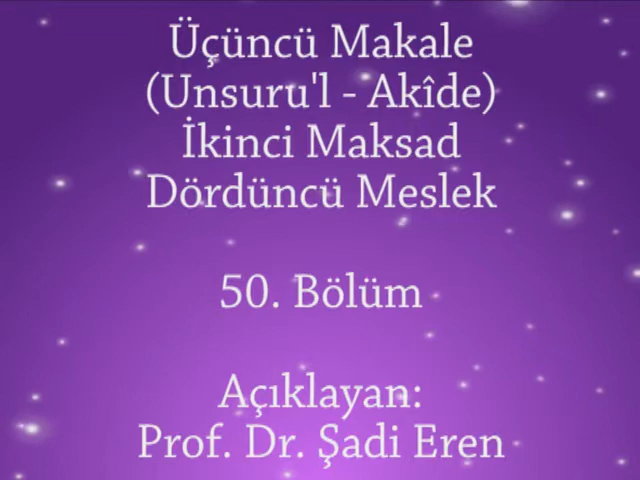 Üçüncü Makale
(Unsuru'l - Akîde)
İkinci Maksad
Dördüncü Meslek
50. Bölüm
Açıklayan:
Prof. Dr. Şadi Eren